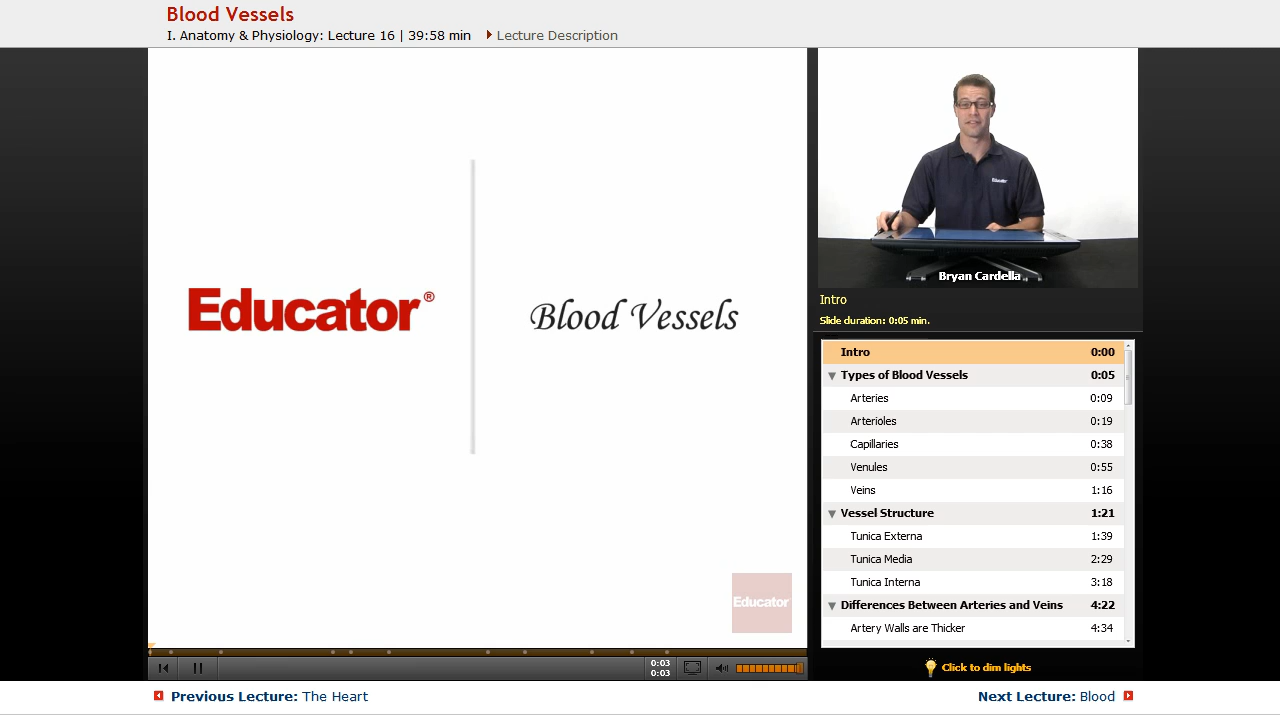 Blood Vessels
I. Anatomy & Physiology: Lecture 16 | 39:58 min Lecture Description
Educator®
Blood Vessels
Educator
Educator
Bryan Cardella
Intro
Slide duration: 0:05 min.
Intro 0:00
Types of Blood Vessels 0:05
Arteries 0:09
Arterioles 0:19
Capillaries 0:38
Venules 0:55
Veins 1:16
Vessel Structure 1:21
Tunica Externa 1:39
Tunica Media 2:29
Tunica Interna 3:18
Differences Between Arteries and Veins 4:22
Artery Walls are Thicker 4:34
0:03
0:03
Click to dim lights
Previous Lecture: The Heart
Next Lecture: Blood